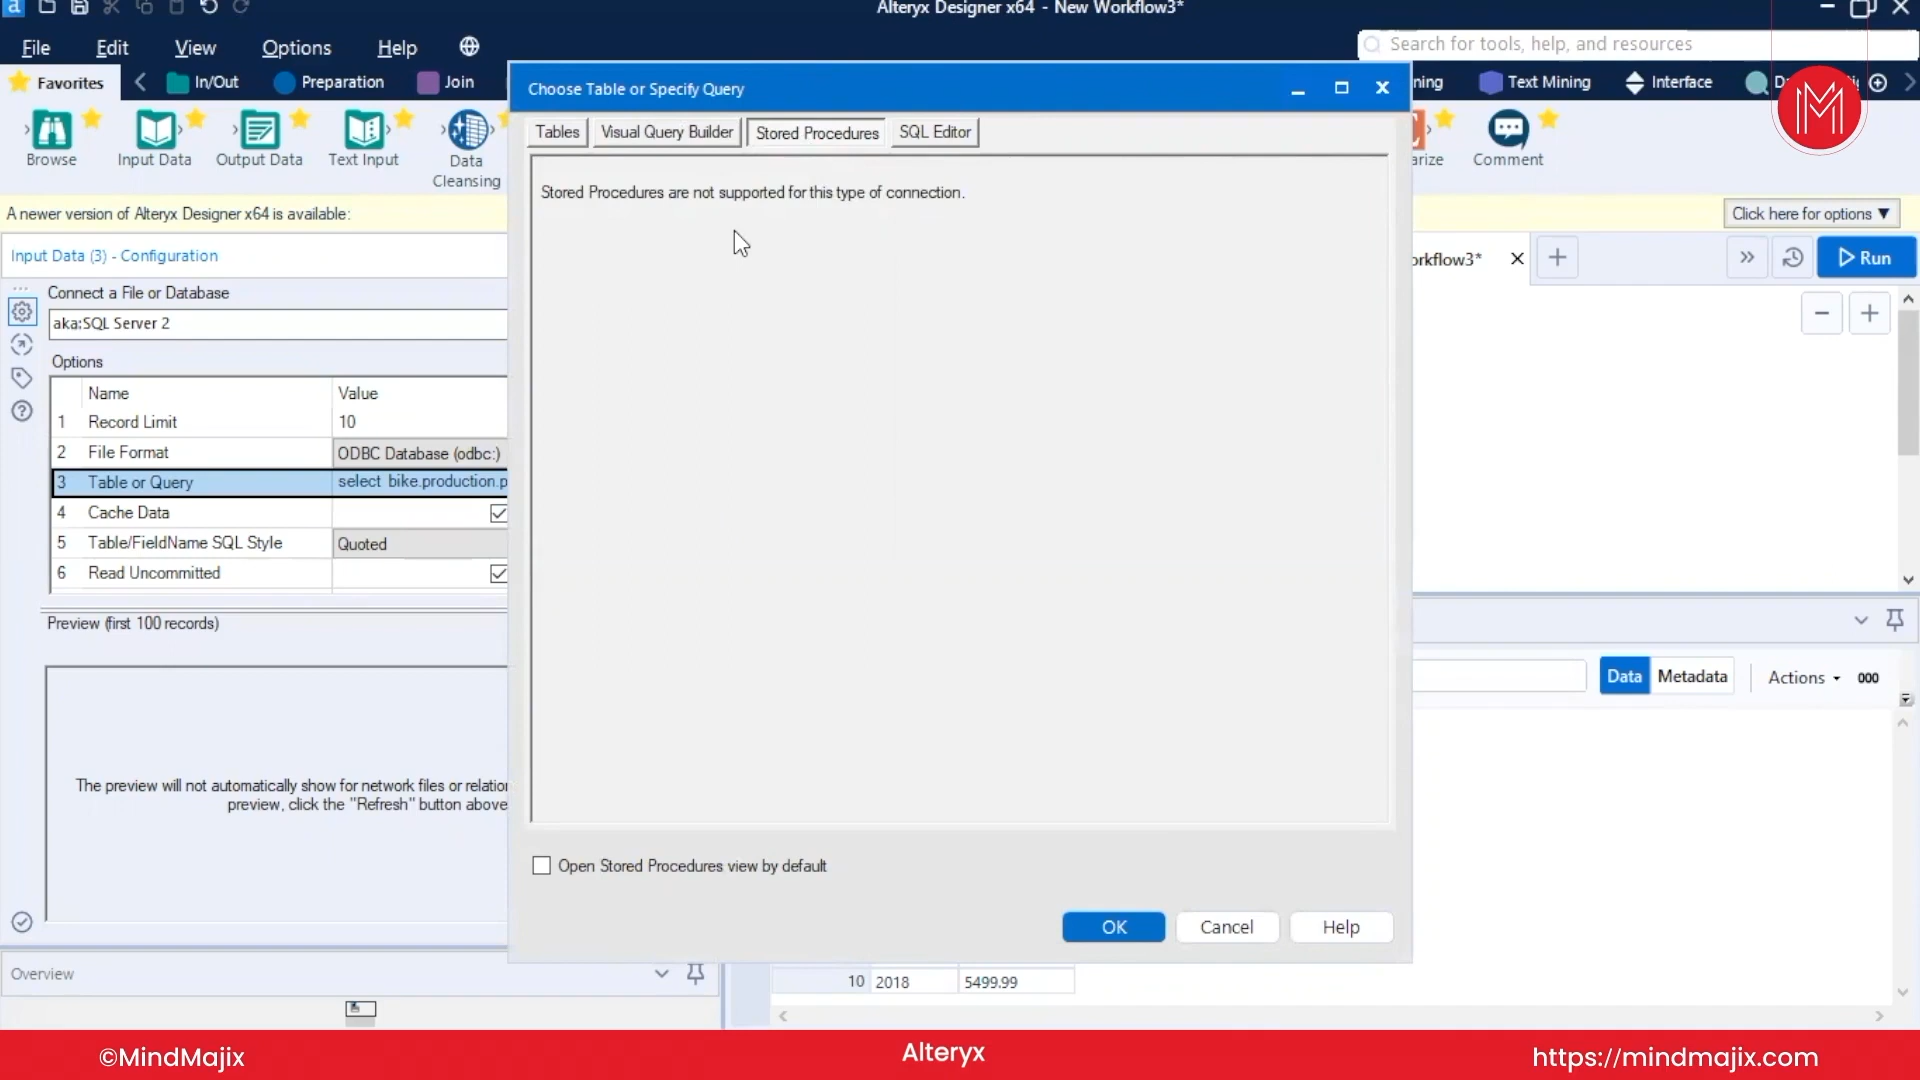 Alteryx Designer x64 - New Workflow3*
File Edit View Options Help
Search for tools, help, and resources
Favorites In/Out Preparation Join
Text Mining Interface
Browse Input Data Output Data Text Input Data Cleansing
Comment
A newer version of Alteryx Designer x64 is available:
Click here for options ▼
Choose Table or Specify Query
Tables Visual Query Builder Stored Procedures SQL Editor
Stored Procedures are not supported for this type of connection.
Open Stored Procedures view by default
OK Cancel Help
Input Data (3) - Configuration
orkflow3*
Run
Connect a File or Database
aka:SQL Server 2
Options
Name Value
1 Record Limit 10
2 File Format ODBC Database (odbc:)
3 Table or Query select bike.production.p
4 Cache Data
5 Table/FieldName SQL Style Quoted
6 Read Uncommitted
Preview (first 100 records)
The preview will not automatically show for network files or relatio
preview, click the "Refresh" button above
Data Metadata Actions 000
Overview
10 2018 5499.99
©MindMajix
Alteryx
https://mindmajix.com